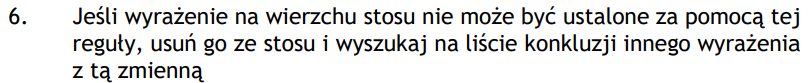 6. Jeśli wyrażenie na wierzchu stosu nie może być ustalone za pomocą tej
reguły, usuń go ze stosu i wyszukaj na liście konkluzji innego wyrażenia
z tą zmienną